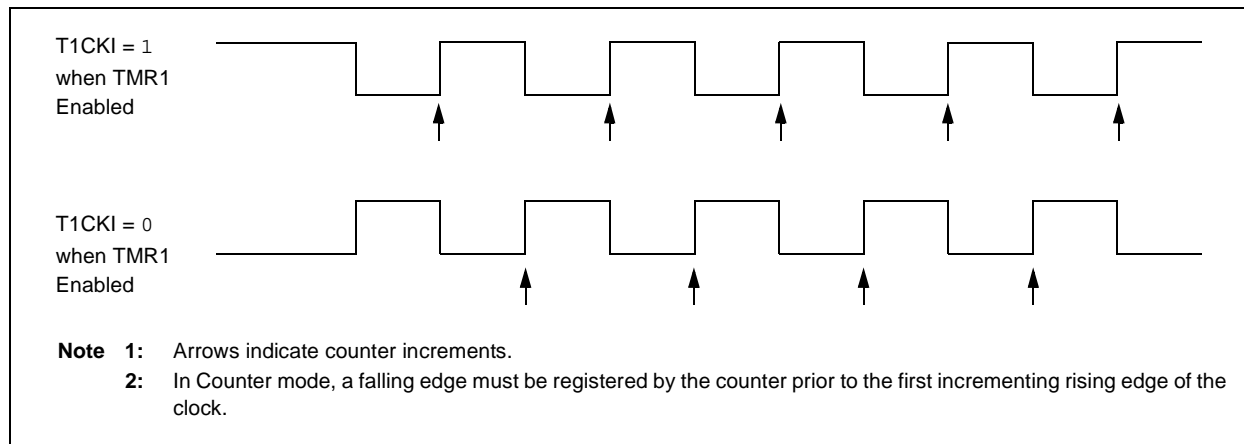 T1CKI = 1
when TMR1
Enabled
T1CKI = 0
when TMR1
Enabled
Note 1: Arrows indicate counter increments.
2: In Counter mode, a falling edge must be registered by the counter prior to the first incrementing rising edge of the
clock.